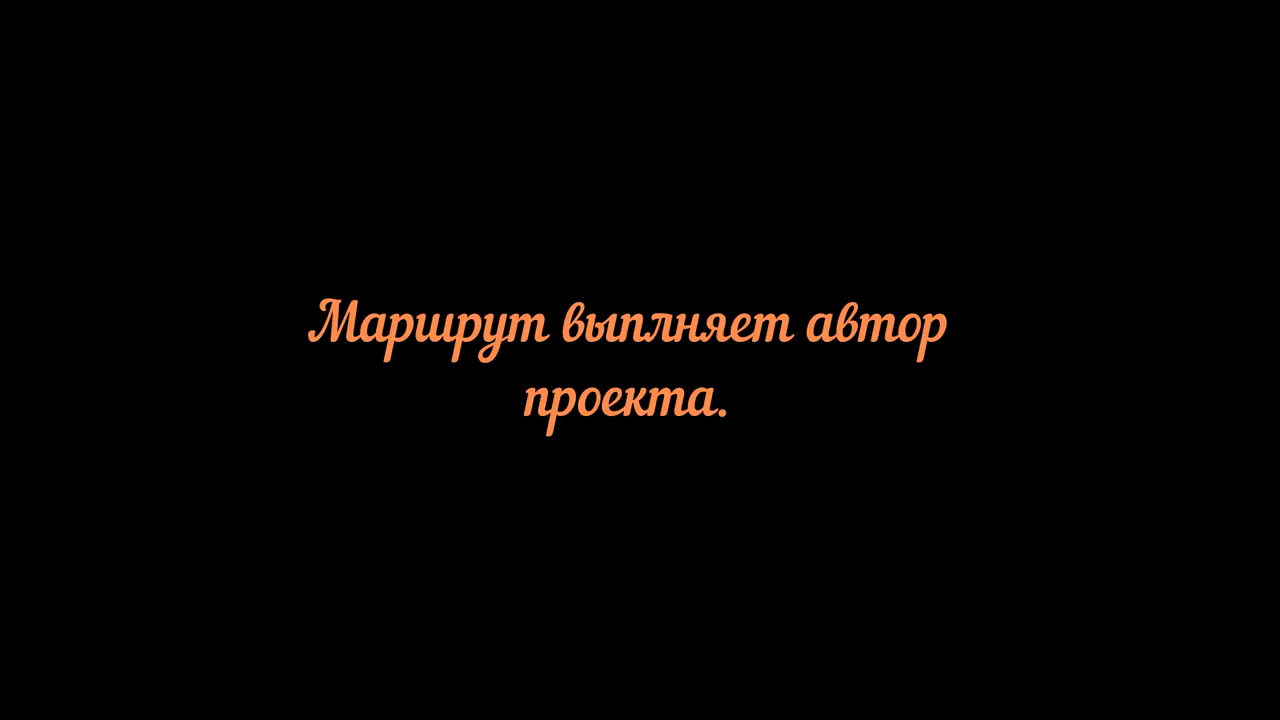 Маршрут выплняет автор
проекта.